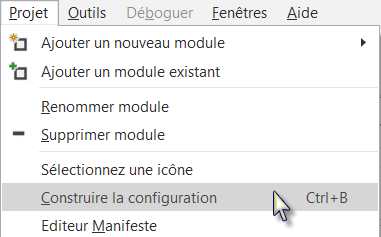 Projet Outils Déboguer Fenêtres Aide
Ajouter un nouveau module
Ajouter un module existant
Renommer module
Supprimer module
Sélectionnez une icône
Construire la configuration Ctrl+B
Editeur Manifeste